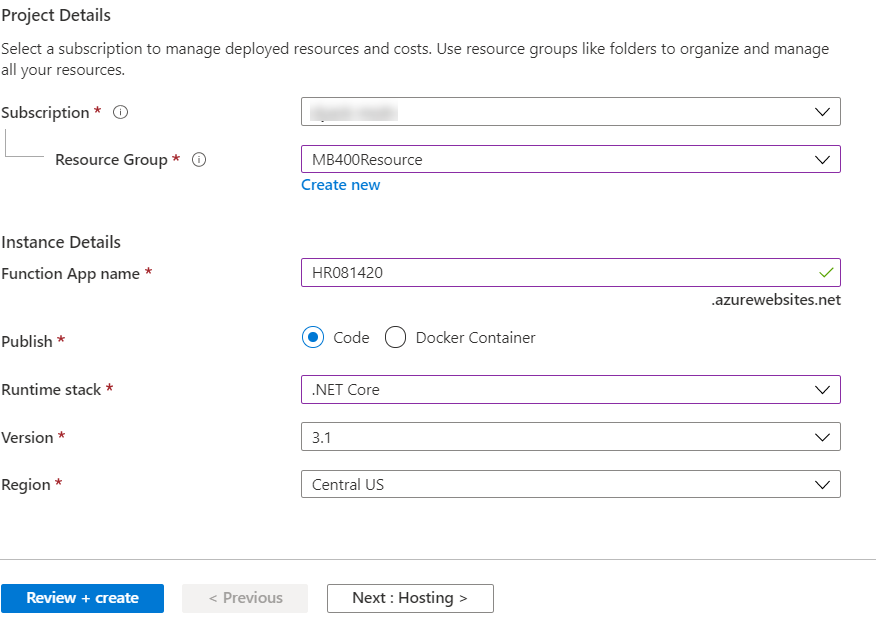 Project Details
Select a subscription to manage deployed resources and costs. Use resource groups like folders to organize and manage
all your resources.
Subscription *
Resource Group *
MB400Resource
Create new
Instance Details
Function App name *
HR081420
.azurewebsites.net
Publish *
Code
Docker Container
Runtime stack *
.NET Core
Version *
3.1
Region *
Central US
Review + create
< Previous
Next : Hosting >